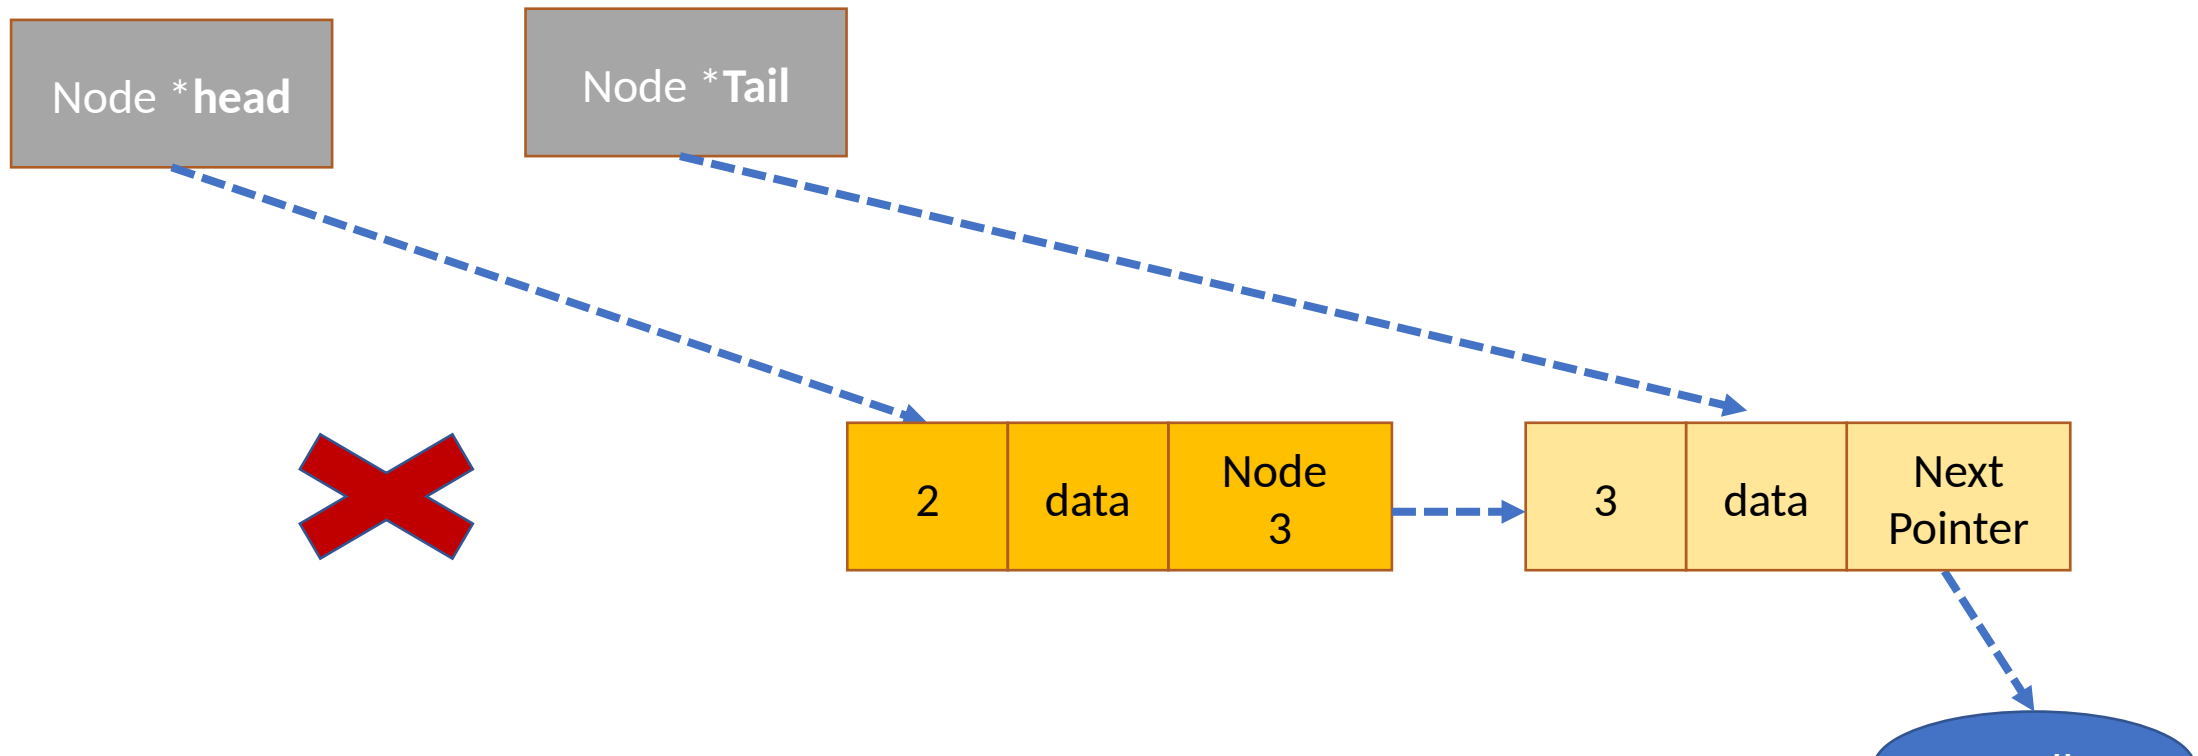 Node *head
Node *Tail
2
data
Node
3
3
data
Next
Pointer